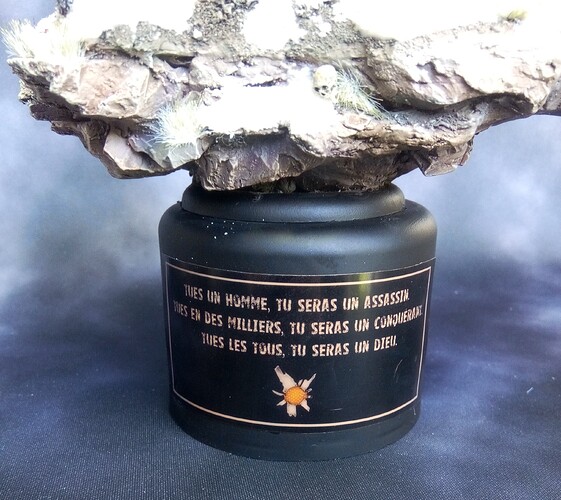 TUES UN HOMME, TU SERAS UN ASSASSIN.
TUES EN DES MILLIERS, TU SERAS UN CONQUERANT.
TUES LES TOUS, TU SERAS UN DIEU.